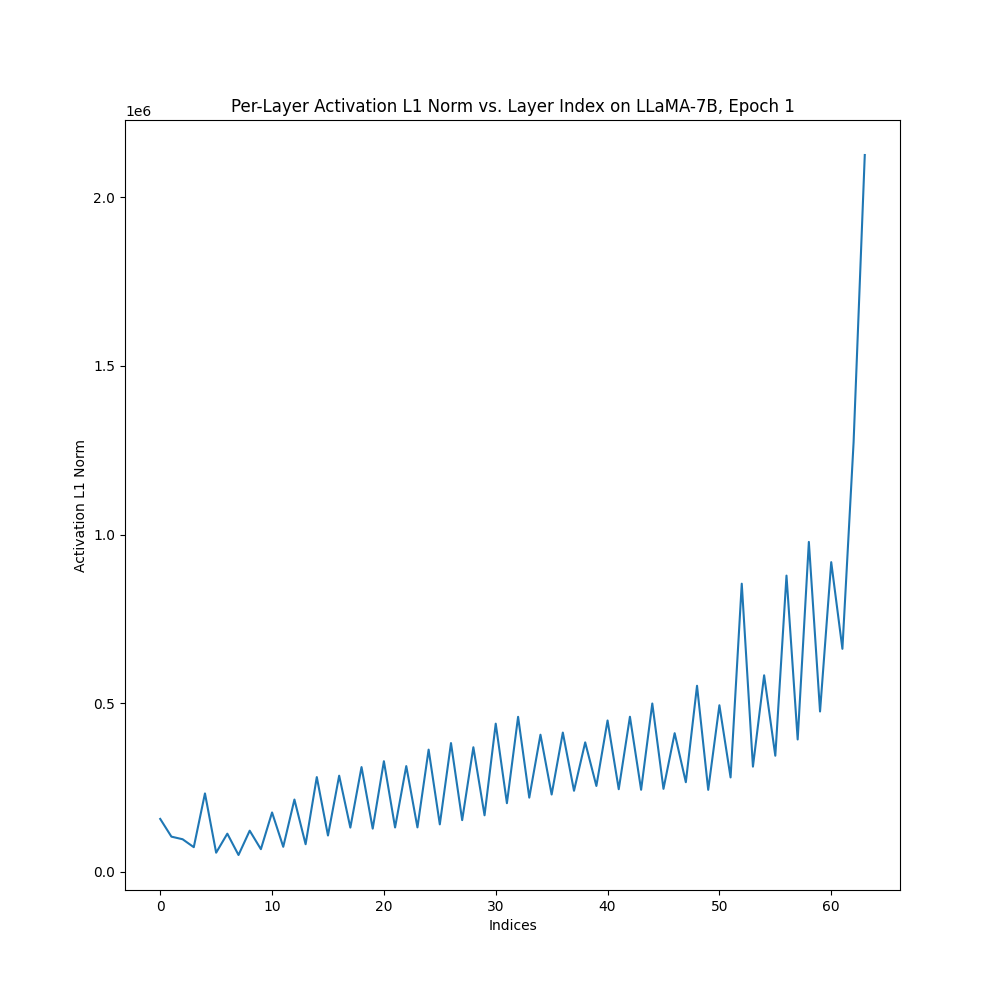 Per-Layer Activation L1 Norm vs. Layer Index on LLaMA-7B, Epoch 1
1e6
2.0
1.5
1.0
0.5
0.0
Activation L1 Norm
0 10 20 30 40 50 60
Indices